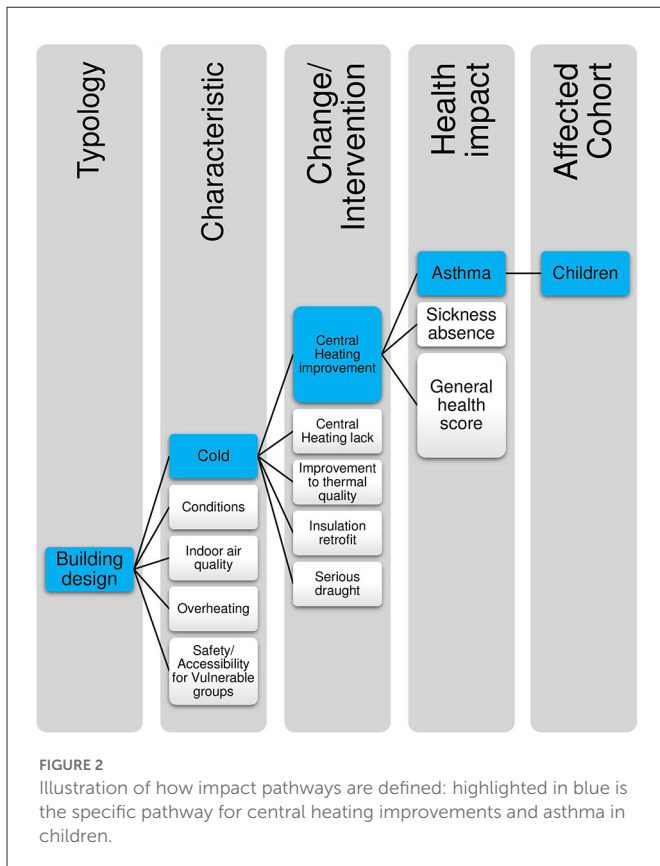 Typology
Characteristic
Change/
Intervention
Health
impact
Affected
Cohort
Building
design
Cold
Conditions
Indoor air
quality
Overheating
Safety/
Accessibility
for Vulnerable
groups
Central
Heating
improvement
Central
Heating lack
Improvement
to thermal
quality
Insulation
retrofit
Serious
draught
Asthma
Sickness
absence
General
health
score
Children
FIGURE 2
Illustration of how impact pathways are defined: highlighted in blue is
the specific pathway for central heating improvements and asthma in
children.